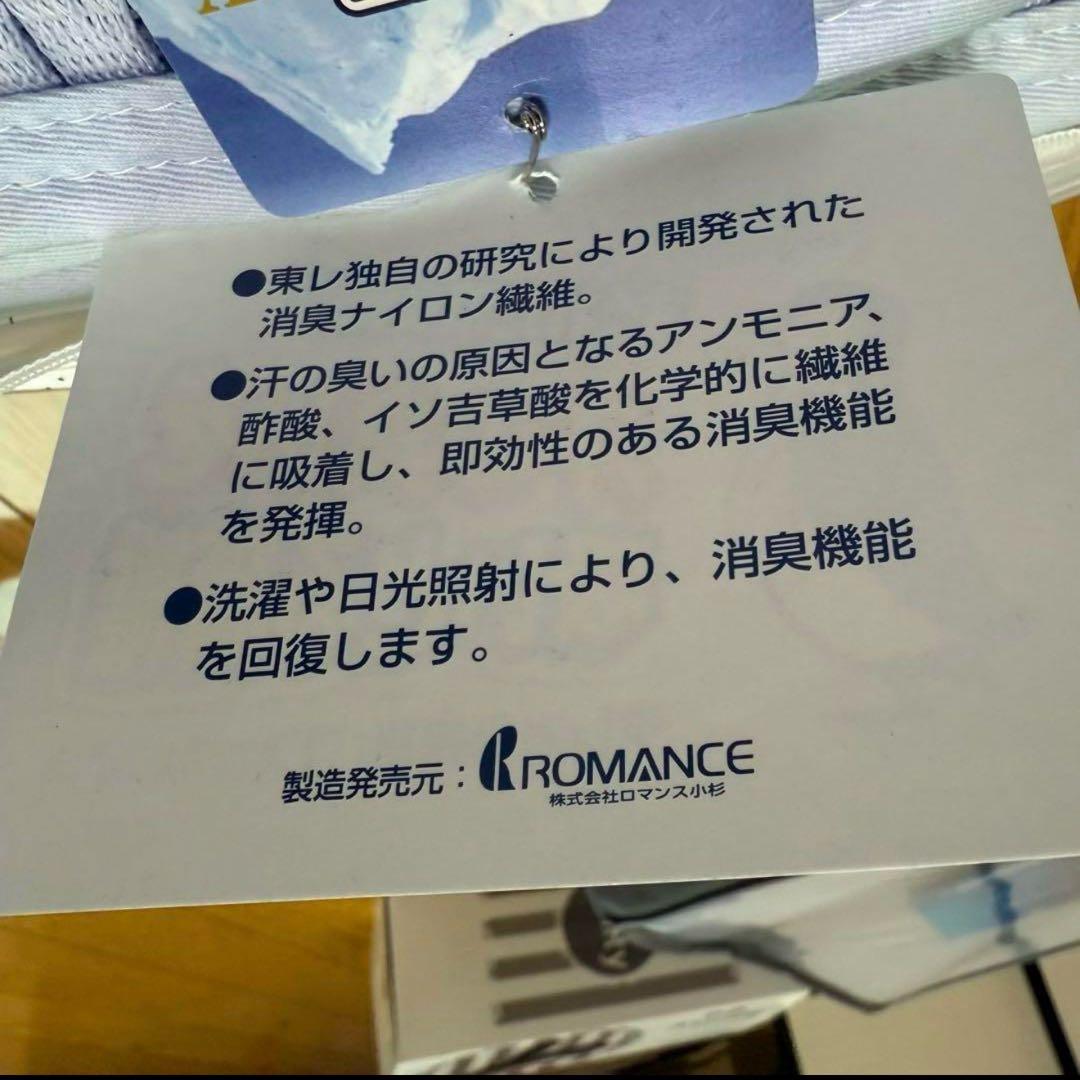 ●東レ独自の研究により開発された
消臭ナイロン繊維。
●汗の臭いの原因となるアンモニア、
酢酸、イソ吉草酸を化学的に繊維
に吸着し、即効性のある消臭機能
を発揮。
●洗濯や日光照射により、消臭機能
を回復します。
製造発売元：ROMANCE
株式会社ロマンス小杉